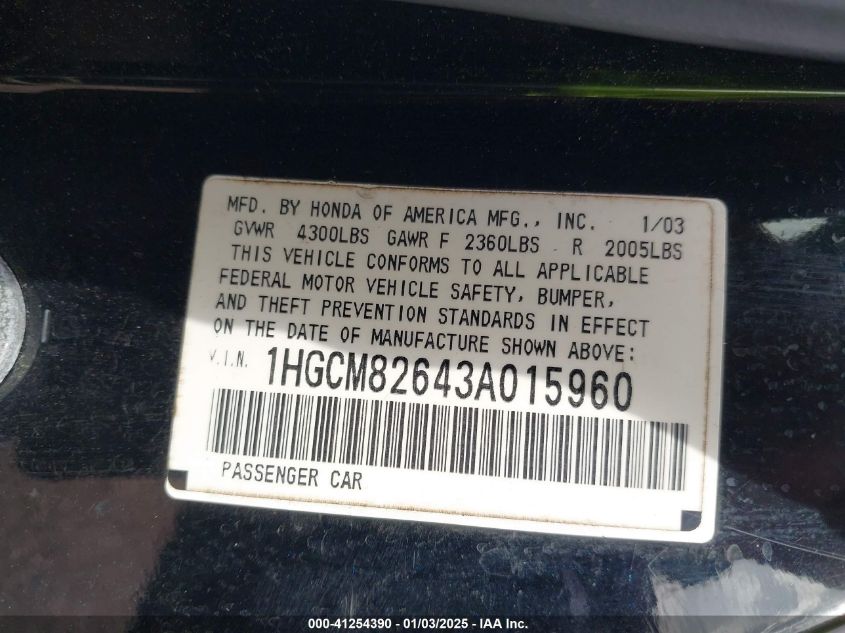 MFD. BY HONDA OF AMERICA MFG., INC. 1/03
GVWR 4300LBS GAWR F 2360LBS R 2005LBS
THIS VEHICLE CONFORMS TO ALL APPLICABLE
FEDERAL MOTOR VEHICLE SAFETY, BUMPER,
AND THEFT PREVENTION STANDARDS IN EFFECT
ON THE DATE OF MANUFACTURE SHOWN ABOVE:
V.I.N. 1HGCM82643A015960
PASSENGER CAR
000-41254390 - 01/03/2025 - IAA Inc.